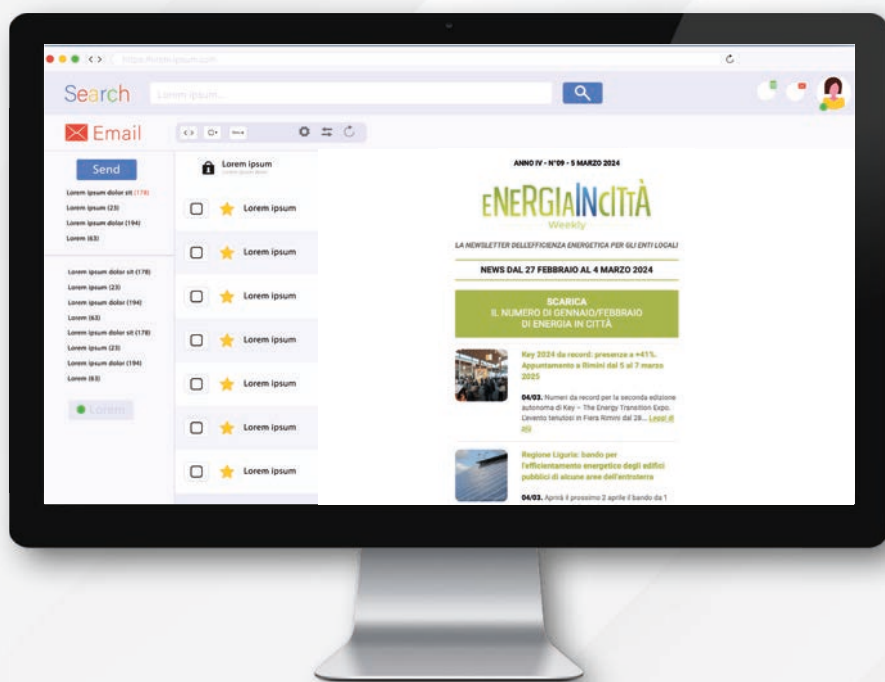 Search
Lorem ipsum...
Email
Send
Lorem ipsum dolor sit (178)
Lorem ipsum (23)
Lorem ipsum dolor (194)
Lorem (63)
Lorem ipsum dolor sit (178)
Lorem ipsum (23)
Lorem ipsum dolor (194)
Lorem (63)
Lorem ipsum dolor sit (178)
Lorem ipsum (23)
Lorem ipsum dolor (194)
Lorem (63)
Lorem
Lorem ipsum
Lorem ipsum
Lorem ipsum
Lorem ipsum
Lorem ipsum
Lorem ipsum
Lorem ipsum
Lorem ipsum
ANNO IV - N°09 - 5 MARZO 2024
eNERGIAINCITTÀ
Weekly
LA NEWSLETTER DELL'EFFICIENZA ENERGETICA PER GLI ENTI LOCALI
NEWS DAL 27 FEBBRAIO AL 4 MARZO 2024
SCARICA
IL NUMERO DI GENNAIO/FEBBRAIO
DI ENERGIA IN CITTÀ
Key 2024 da record: presenze a +41%.
Appuntamento a Rimini dal 5 al 7 marzo
2025
04/03. Numeri da record per la seconda edizione
autonoma di Key – The Energy Transition Expo.
L'evento tenutosi in Fiera Rimini dal 28... Leggi di
più
Regione Liguria: bando per
l'efficientamento energetico degli edifici
pubblici di alcune aree dell'entroterra
04/03. Aprirà il prossimo 2 aprile il bando da 1